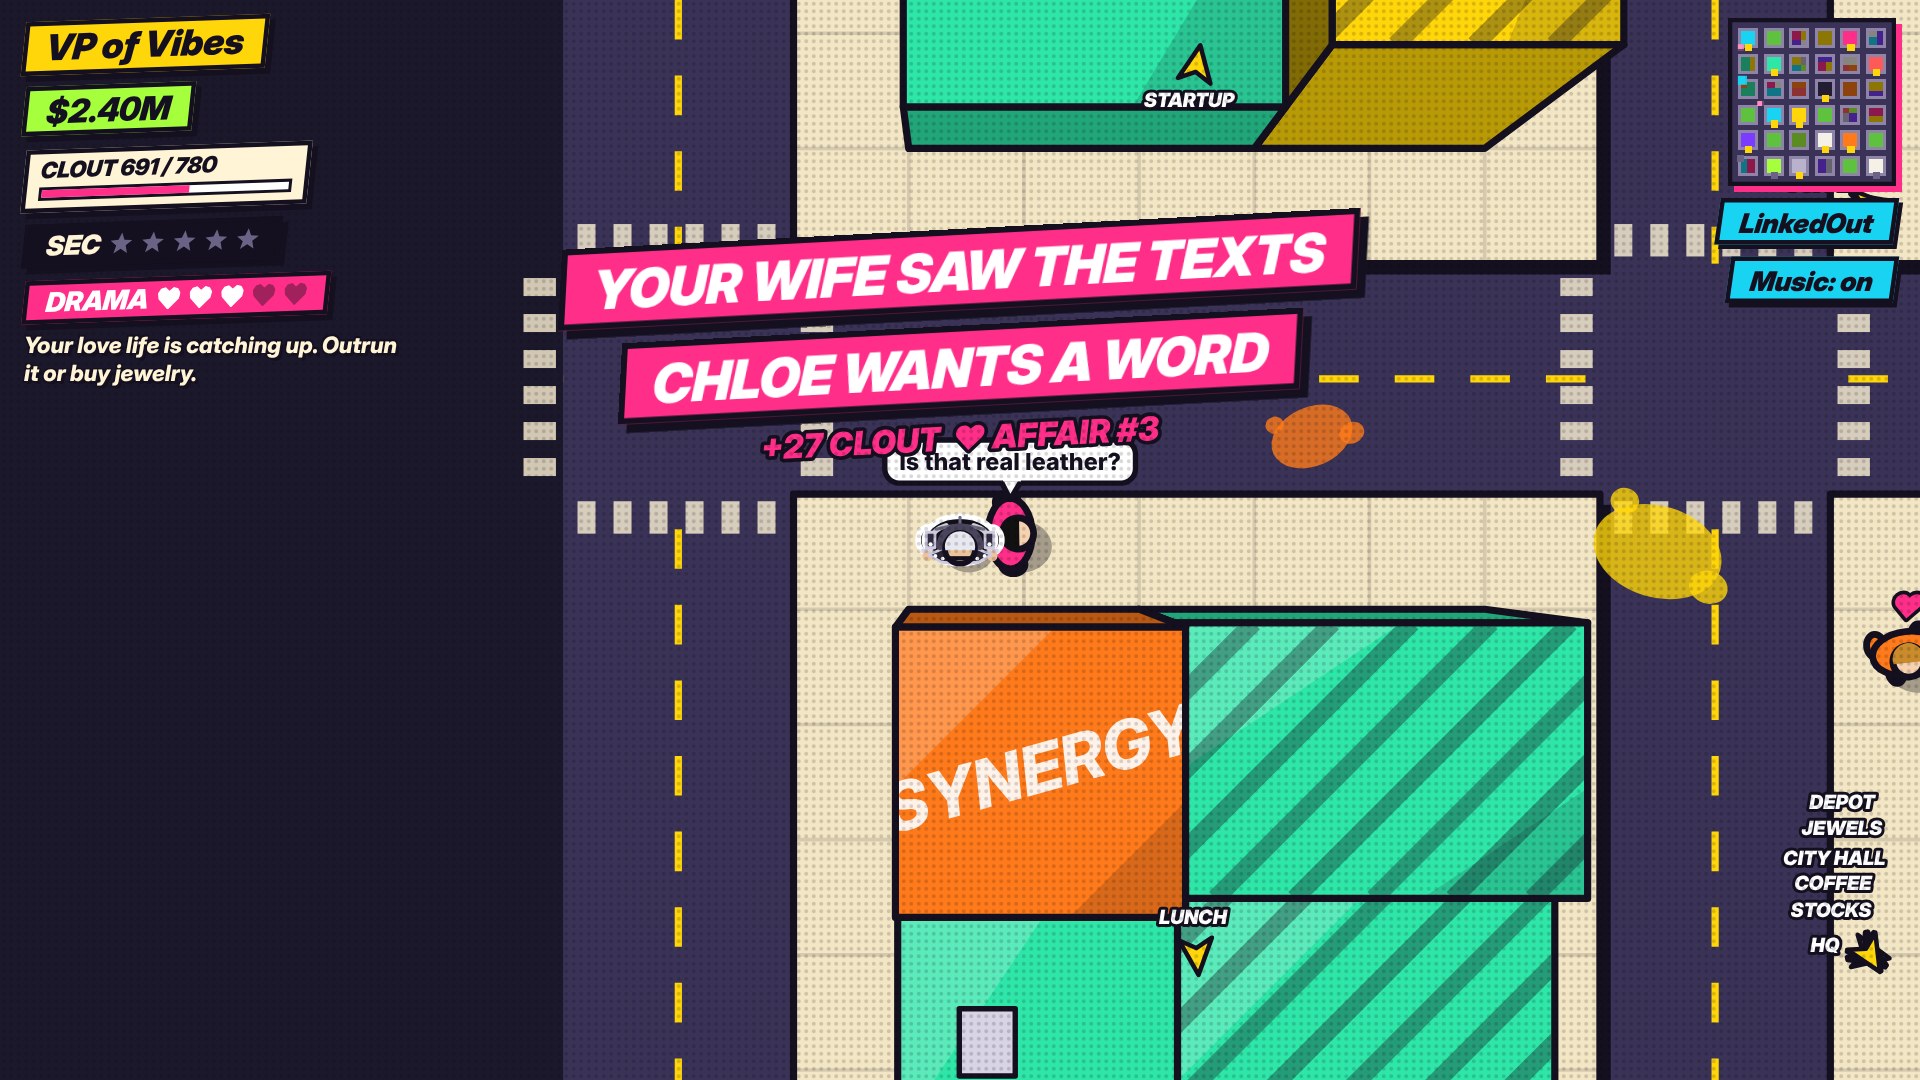 VP of Vibes
$2.40M
CLOUT 691/780
SEC
DRAMA
Your love life is catching up. Outrun
it or buy jewelry.
STARTUP
LinkedOut
Music: on
YOUR WIFE SAW THE TEXTS
CHLOE WANTS A WORD
+27 CLOUT ♥ AFFAIR #3
Is that real leather?
SYNERGY
LUNCH
DEPOT
JEWELS
CITY HALL
COFFEE
STOCKS
HQ